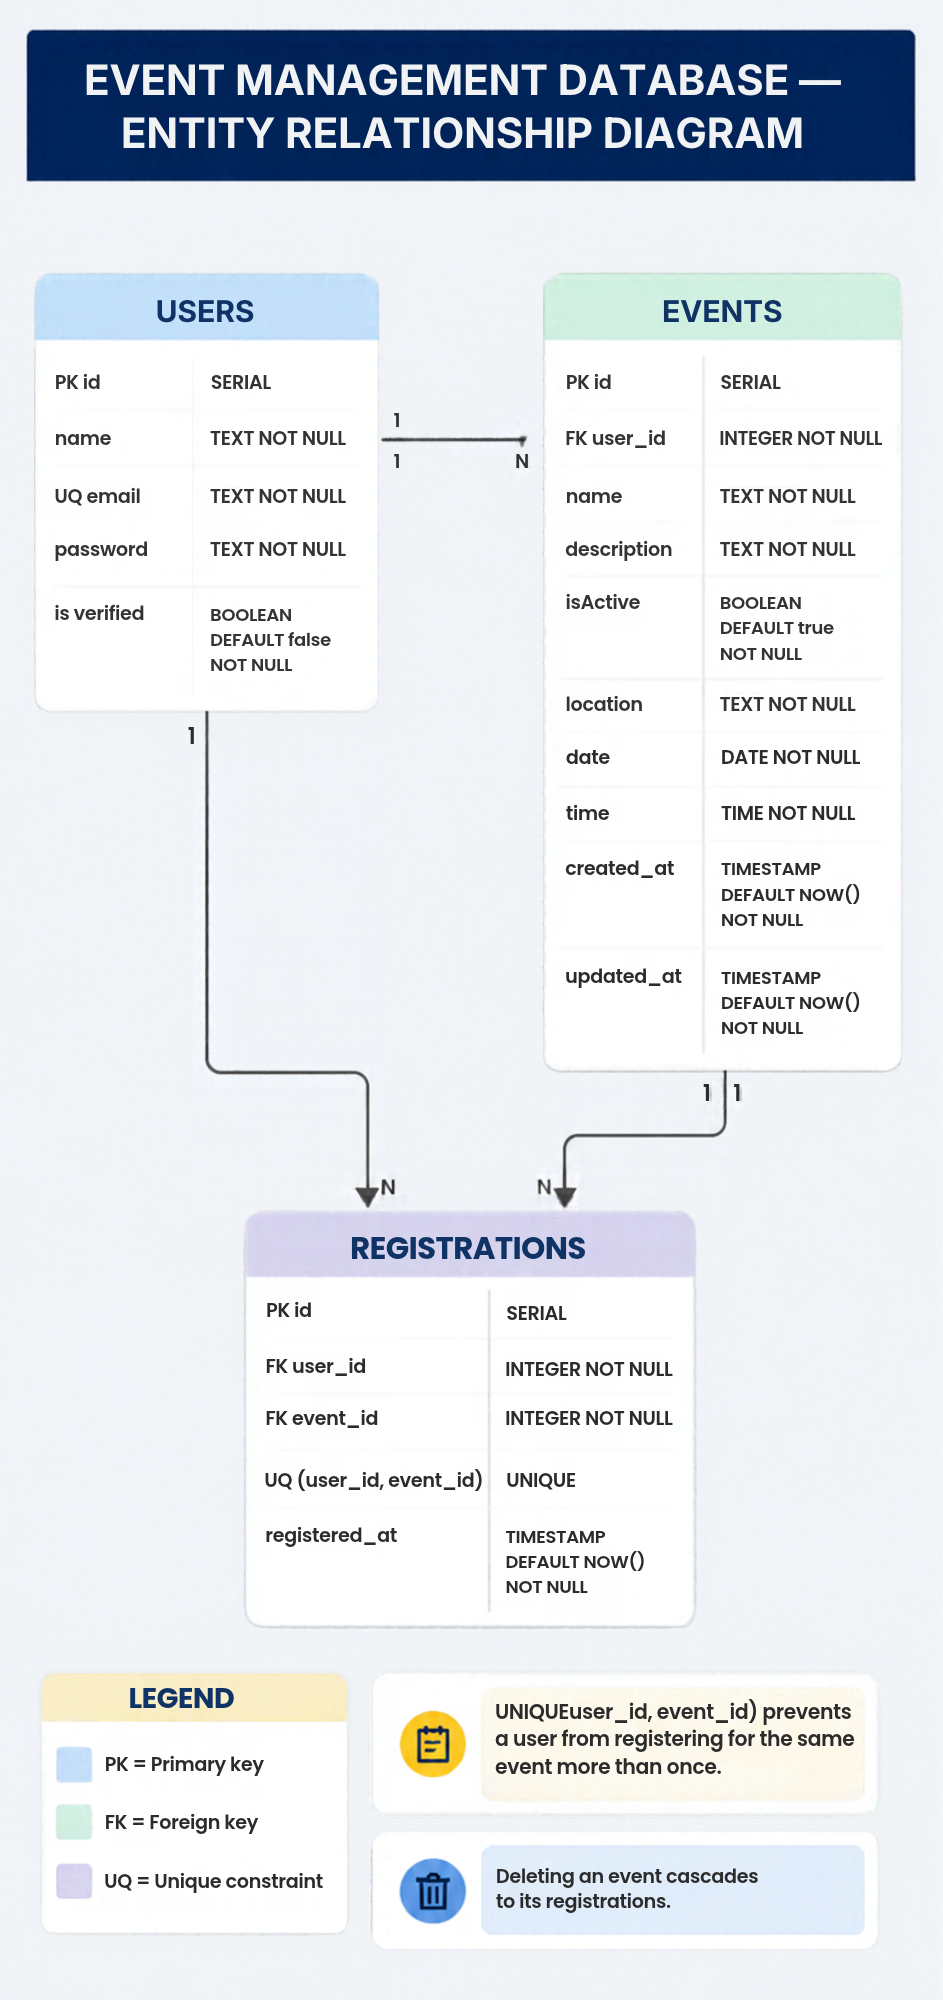 EVENT MANAGEMENT DATABASE —
ENTITY RELATIONSHIP DIAGRAM
USERS
PK id SERIAL
name TEXT NOT NULL
UQ email TEXT NOT NULL
password TEXT NOT NULL
is verified BOOLEAN
DEFAULT false
NOT NULL
1
1 N
EVENTS
PK id SERIAL
FK user_id INTEGER NOT NULL
name TEXT NOT NULL
description TEXT NOT NULL
isActive BOOLEAN
DEFAULT true
NOT NULL
location TEXT NOT NULL
date DATE NOT NULL
time TIME NOT NULL
created_at TIMESTAMP
DEFAULT NOW()
NOT NULL
updated_at TIMESTAMP
DEFAULT NOW()
NOT NULL
1
1 1
N N
REGISTRATIONS
PK id SERIAL
FK user_id INTEGER NOT NULL
FK event_id INTEGER NOT NULL
UQ (user_id, event_id) UNIQUE
registered_at TIMESTAMP
DEFAULT NOW()
NOT NULL
LEGEND
PK = Primary key
FK = Foreign key
UQ = Unique constraint
UNIQUEuser_id, event_id) prevents
a user from registering for the same
event more than once.
Deleting an event cascades
to its registrations.